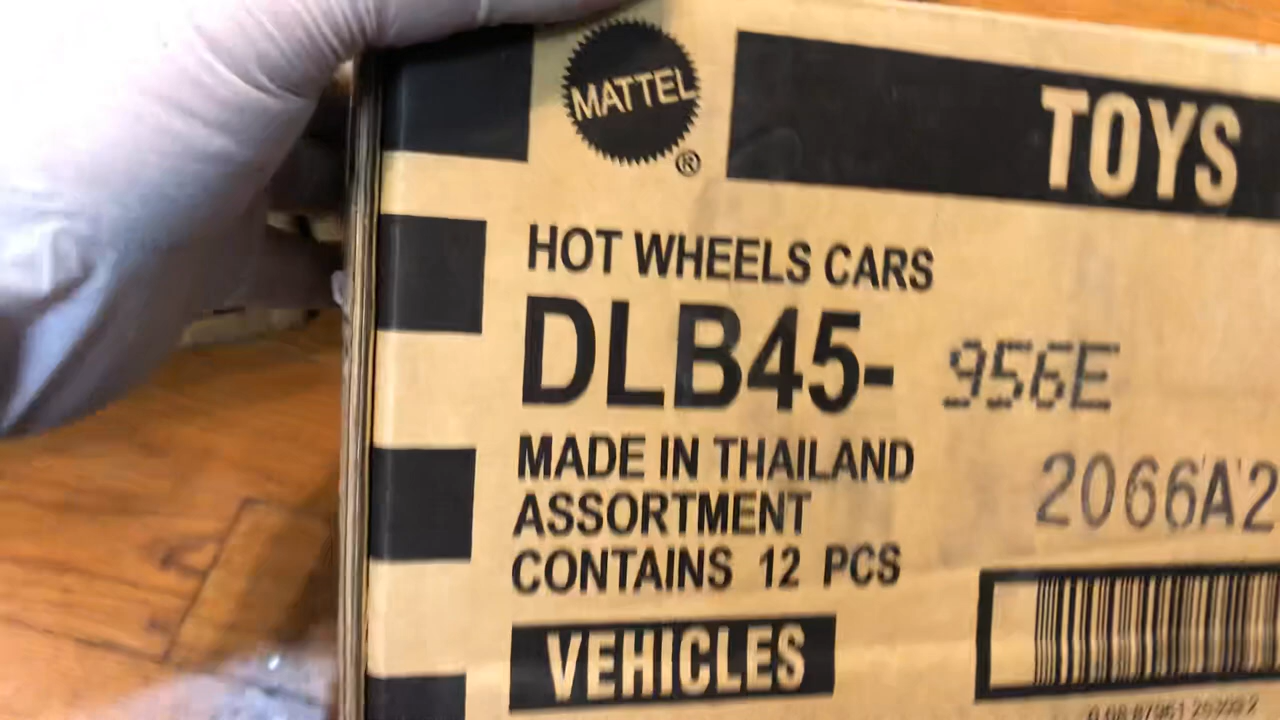 MATTEL
®
TOYS
HOT WHEELS CARS
DLB45- 956E
MADE IN THAILAND
2066A2
ASSORTMENT
CONTAINS 12 PCS
VEHICLES